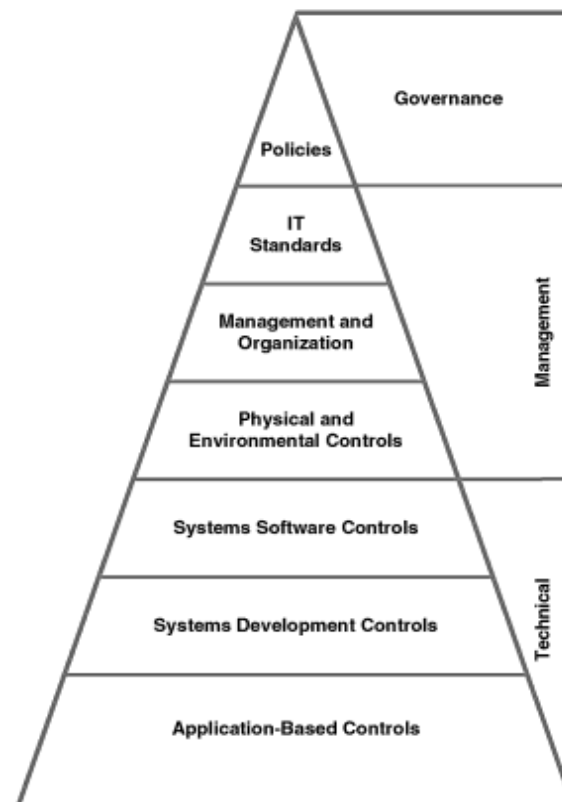 Governance
Policies
IT
Standards
Management and
Organization
Management
Physical and
Environmental Controls
Systems Software Controls
Systems Development Controls
Technical
Application-Based Controls